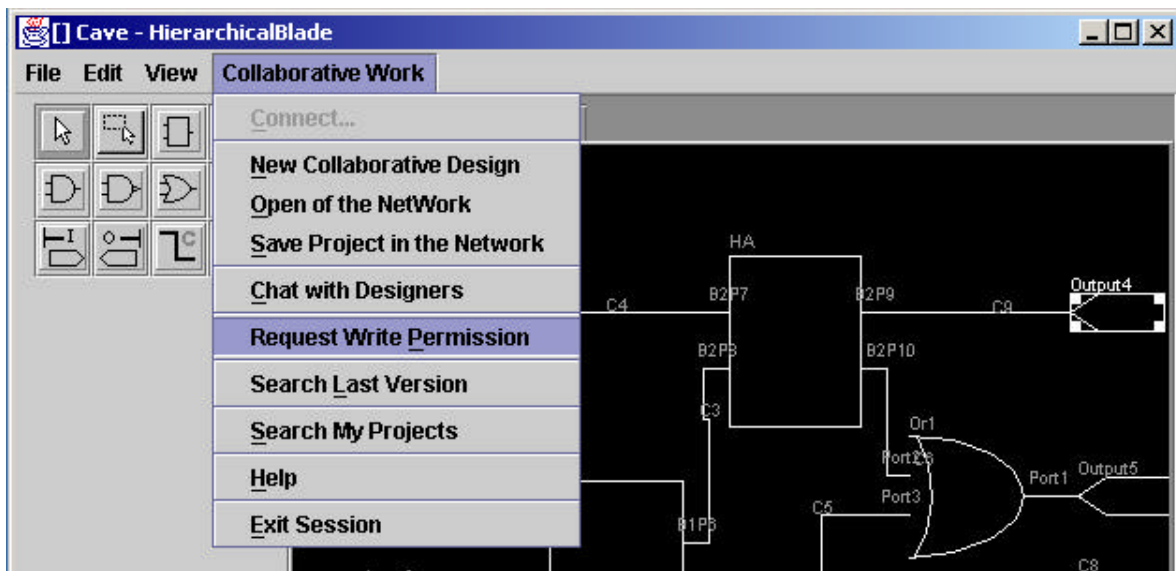 [] Cave - HierarchicalBlade
File Edit View Collaborative Work
Connect...
New Collaborative Design
Open of the NetWork
Save Project in the Network
Chat with Designers
Request Write Permission
Search Last Version
Search My Projects
Help
Exit Session
I
C
HA
B2P7
B2P9
Output4
C4
C9
B2P10
C3
Or1
Port1
Output5
Port3
C5
C8